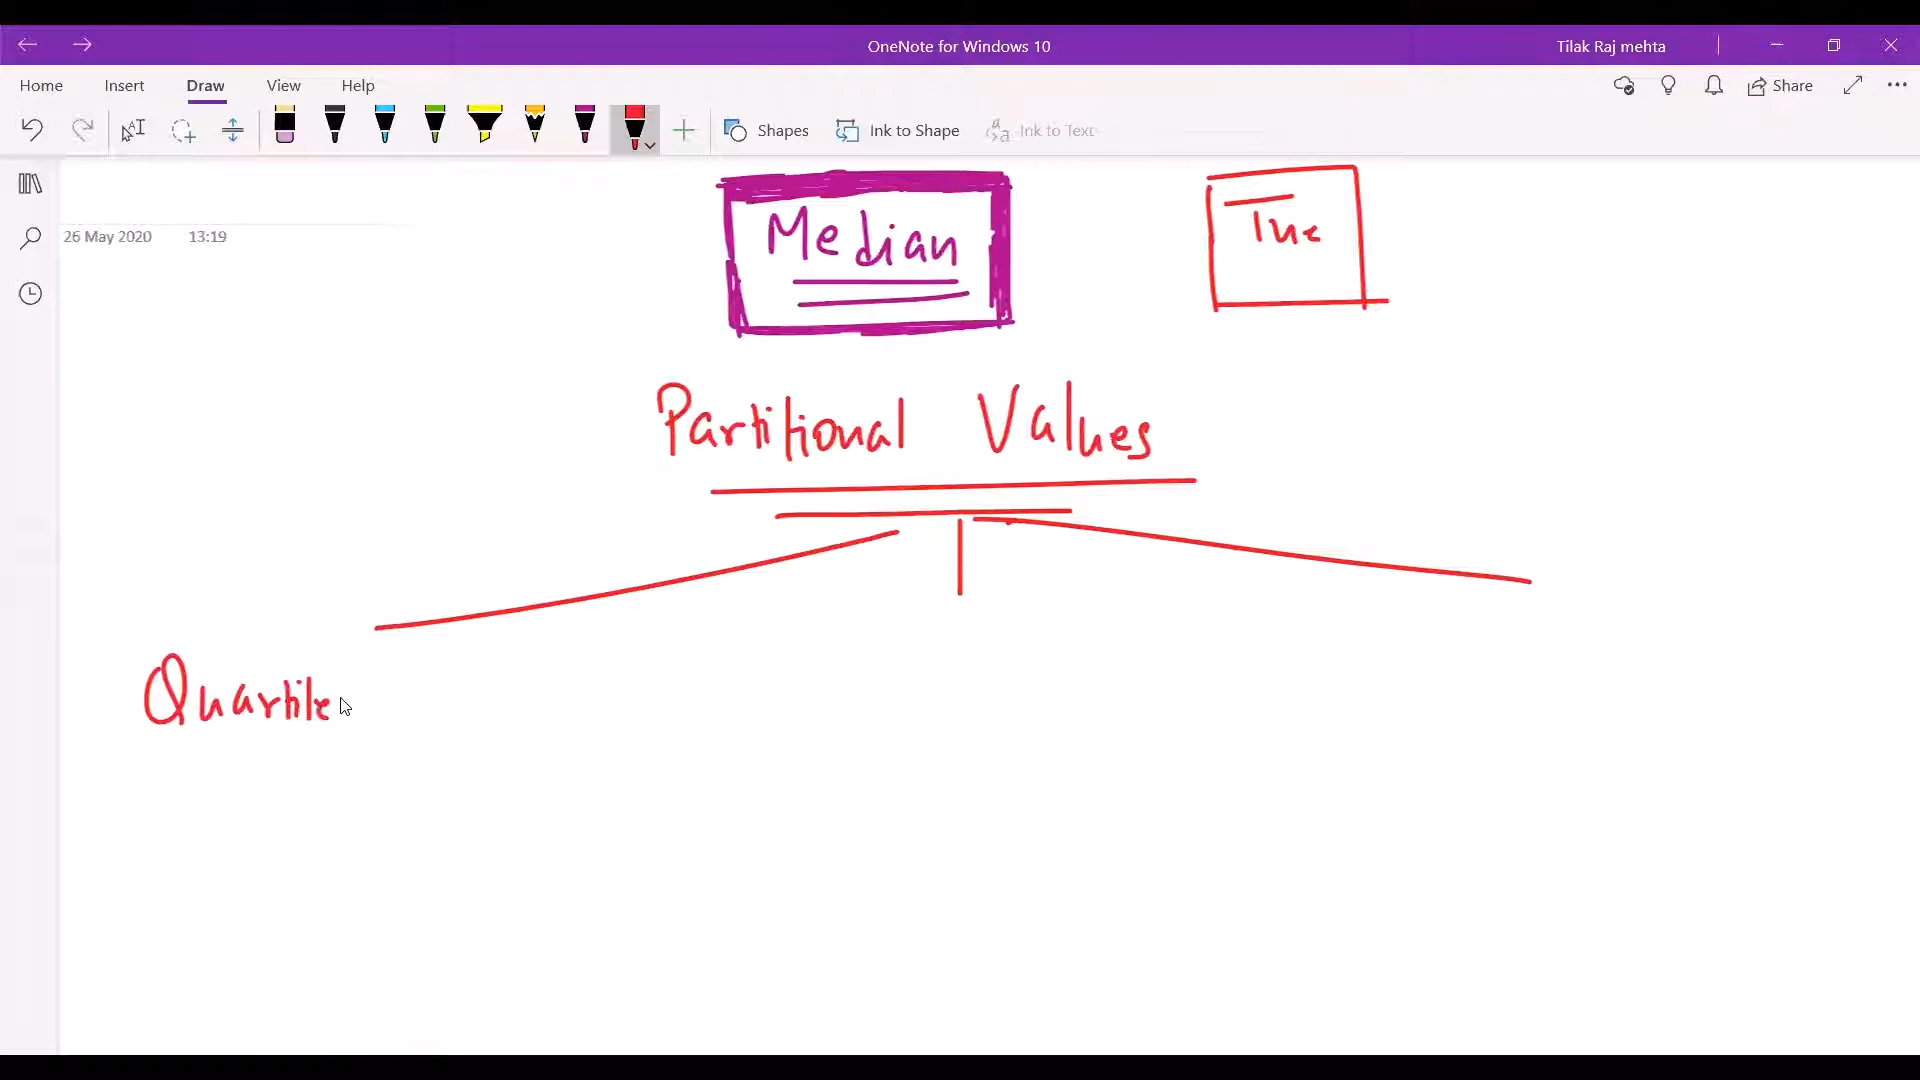 OneNote for Windows 10
Tilak Raj mehta
Home Insert Draw View Help
Share
Shapes Ink to Shape Ink to Text
26 May 2020 13:19
Median
The
Partitional Values
Quartile